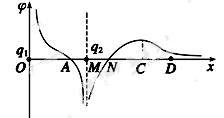 φ
q₁ q₂
O A M N C D x